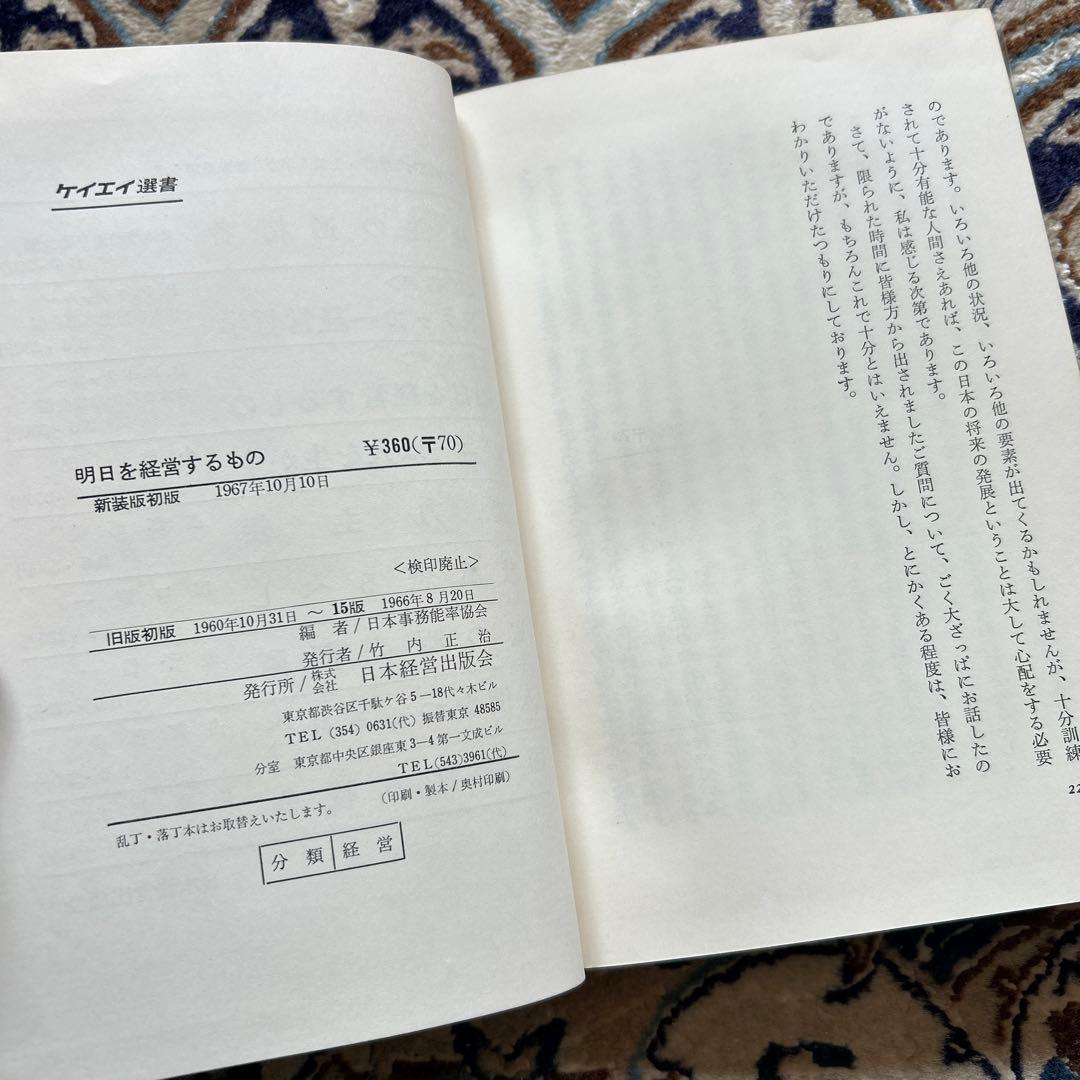 ケイエイ選書
明日を経営するもの ¥360(〒70)
新装版初版 1967年10月10日
＜検印廃止＞
旧版初版 1960年10月31日 ～ 15版 1966年8月20日
編者/日本事務能率協会
発行者/竹内正治
発行所/株式会社 日本経営出版会
東京都渋谷区千駄ケ谷5―18代々木ビル
TEL (354) 0631(代) 振替東京 48585
分室 東京都中央区銀座東3―4第一文成ビル
TEL(543)3961(代)
(印刷・製本/奥村印刷)
乱丁・落丁本はお取替えいたします。
分類 経営
のであります。いろいろ他の状況、いろいろ他の要素が出てくるかもしれませんが、十分訓練
されて十分有能な人間さえあれば、この日本の将来の発展ということは大して心配をする必要
がないように、私は感じる次第であります。
さて、限られた時間に皆様方から出されましたご質問について、ごく大ざっぱにお話したの
でありますが、もちろんこれで十分とはいえません。しかし、とにかくある程度は、皆様にお
わかりいただけたつもりにしております。